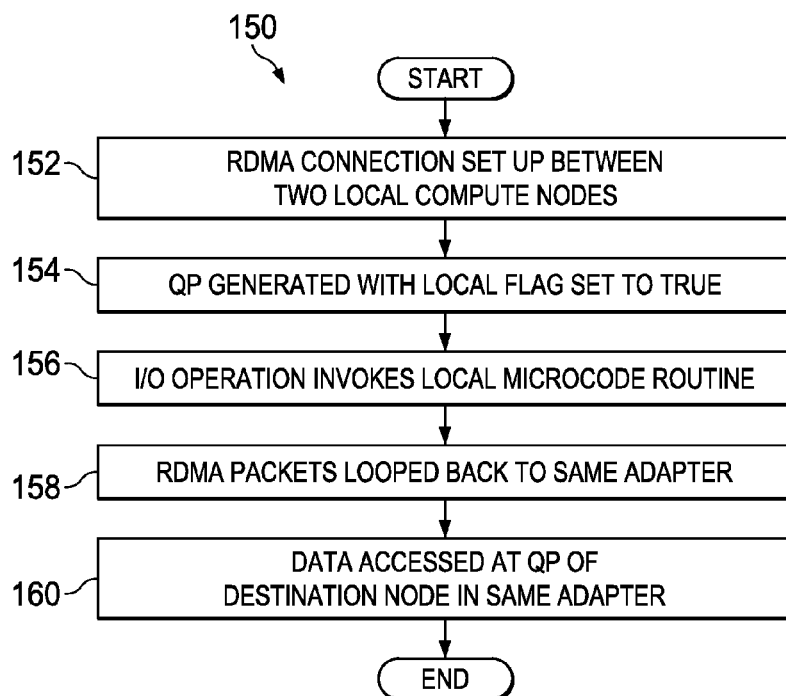 150
START
152
RDMA CONNECTION SET UP BETWEEN
TWO LOCAL COMPUTE NODES
154
QP GENERATED WITH LOCAL FLAG SET TO TRUE
156
I/O OPERATION INVOKES LOCAL MICROCODE ROUTINE
158
RDMA PACKETS LOOPED BACK TO SAME ADAPTER
160
DATA ACCESSED AT QP OF
DESTINATION NODE IN SAME ADAPTER
END